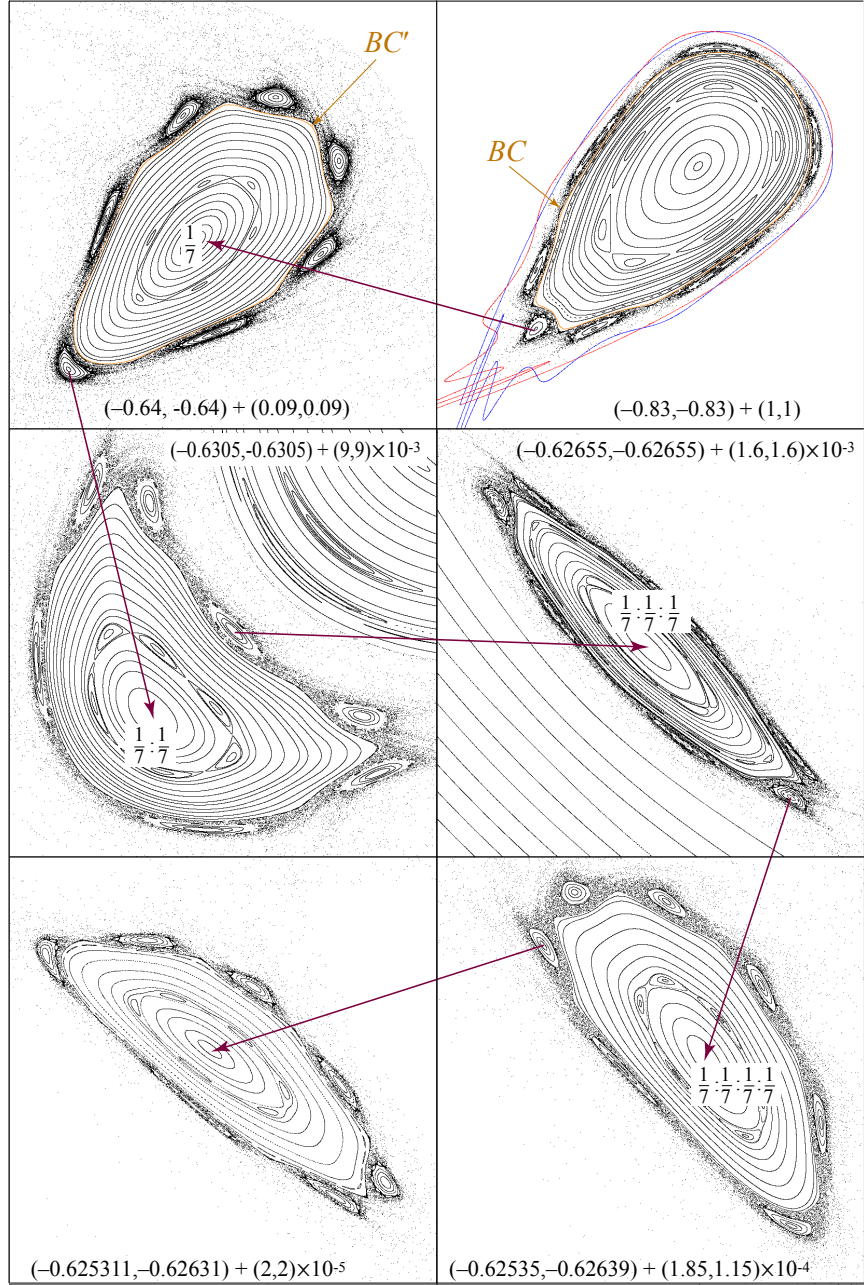 BC′
1/7
(–0.64, -0.64) + (0.09,0.09)
BC
(–0.83,–0.83) + (1,1)
(–0.6305,-0.6305) + (9,9)×10⁻³
1/7 : 1/7
(–0.62655,–0.62655) + (1.6,1.6)×10⁻³
1/7 : 1/7 : 1/7
(–0.625311,–0.62631) + (2,2)×10⁻⁵
1/7 : 1/7 : 1/7 : 1/7
(–0.62535,–0.62639) + (1.85,1.15)×10⁻⁴